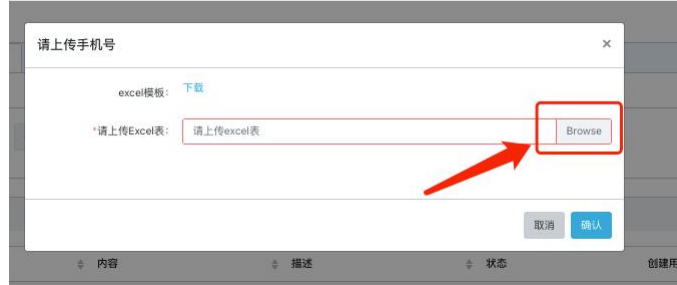 请上传手机号 ×
excel模板: 下载
*请上传Excel表: 请上传excel表 Browse
取消 确认
内容 描述 状态 创建用